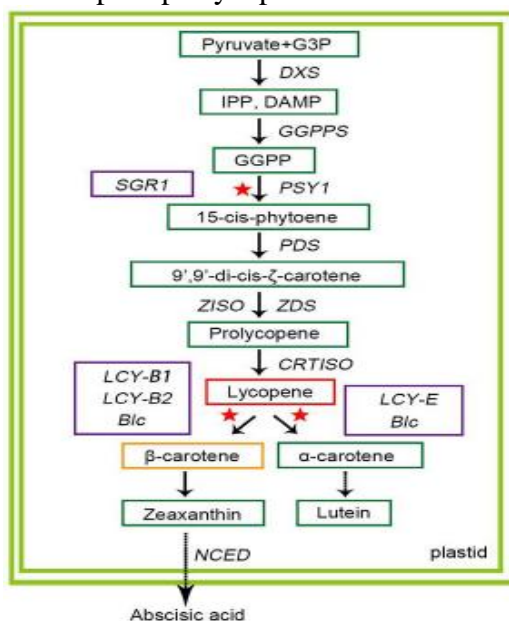 Pyruvate+G3P
DXS
IPP, DAMP
GGPPS
GGPP
SGR1
PSY1
15-cis-phytoene
PDS
9',9'-di-cis-ζ-carotene
ZISO ZDS
Prolycopene
CRTISO
LCY-B1
LCY-B2
Blc
Lycopene
LCY-E
Blc
β-carotene
α-carotene
Zeaxanthin
Lutein
NCED
plastid
Abscisic acid